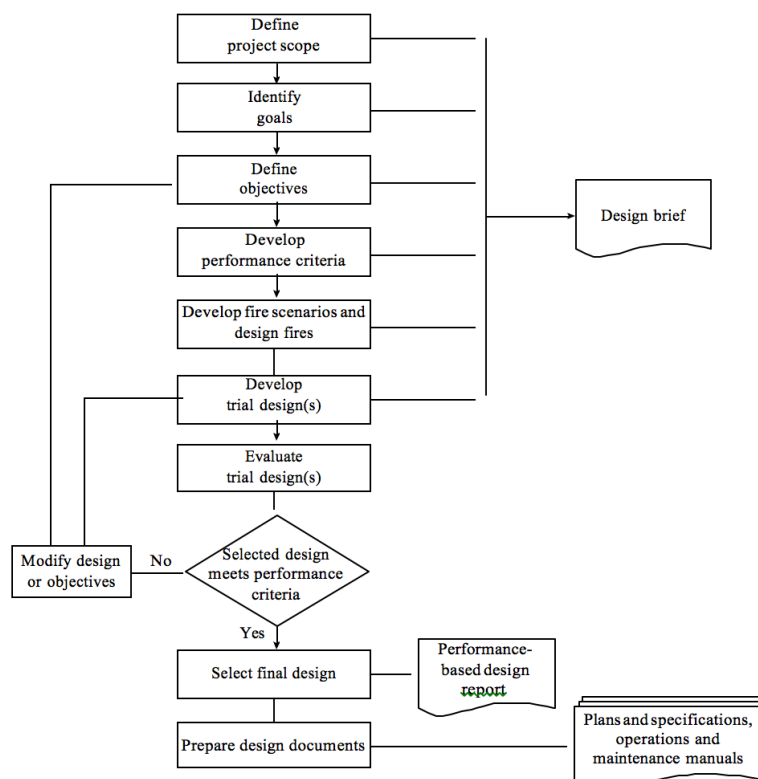 Define
project scope
Identify
goals
Define
objectives
Design brief
Develop
performance criteria
Develop fire scenarios and
design fires
Develop
trial design(s)
Evaluate
trial design(s)
Modify design
or objectives
No
Selected design
meets performance
criteria
Yes
Select final design
Performance-
based design
report
Prepare design documents
Plans and specifications,
operations and
maintenance manuals